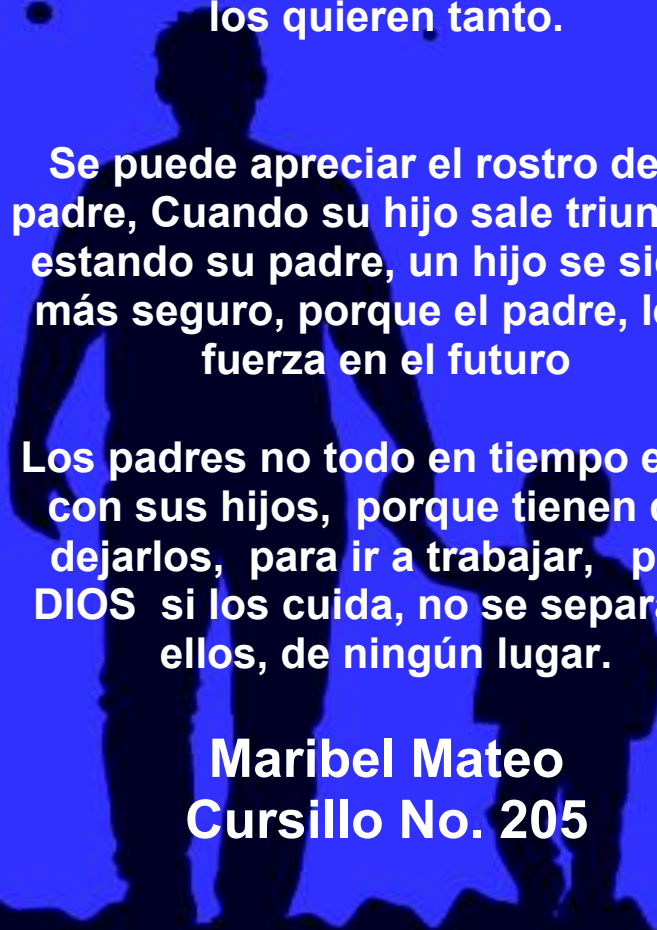 los quieren tanto.
Se puede apreciar el rostro de
padre, Cuando su hijo sale triun
estando su padre, un hijo se si
más seguro, porque el padre, l
fuerza en el futuro
Los padres no todo en tiempo e
con sus hijos, porque tienen
dejarlos, para ir a trabajar, p
DIOS si los cuida, no se separ
ellos, de ningún lugar.
Maribel Mateo
Cursillo No. 205